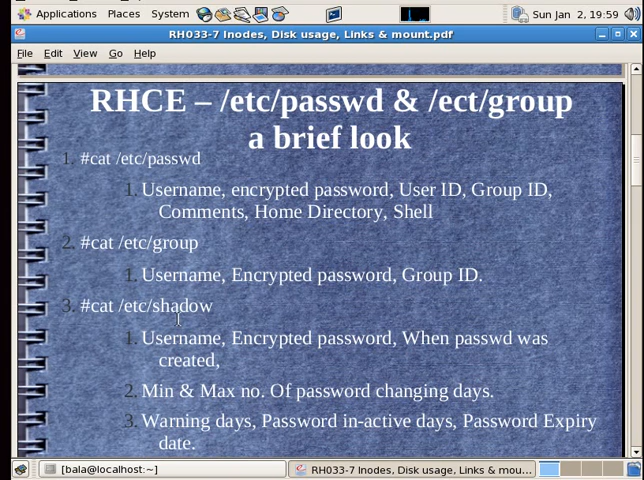 Applications Places System Sun Jan 2, 19:59
RH033-7 Inodes, Disk usage, Links & mount.pdf
File Edit View Go Help
RHCE – /etc/passwd & /ect/group
a brief look
1. #cat /etc/passwd
1. Username, encrypted password, User ID, Group ID,
Comments, Home Directory, Shell
2. #cat /etc/group
1. Username, Encrypted password, Group ID.
3. #cat /etc/shadow
1. Username, Encrypted password, When passwd was
created,
2. Min & Max no. Of password changing days.
3. Warning days, Password in-active days, Password Expiry
date.
[bala@localhost:~] RH033-7 Inodes, Disk usage, Links & mou...